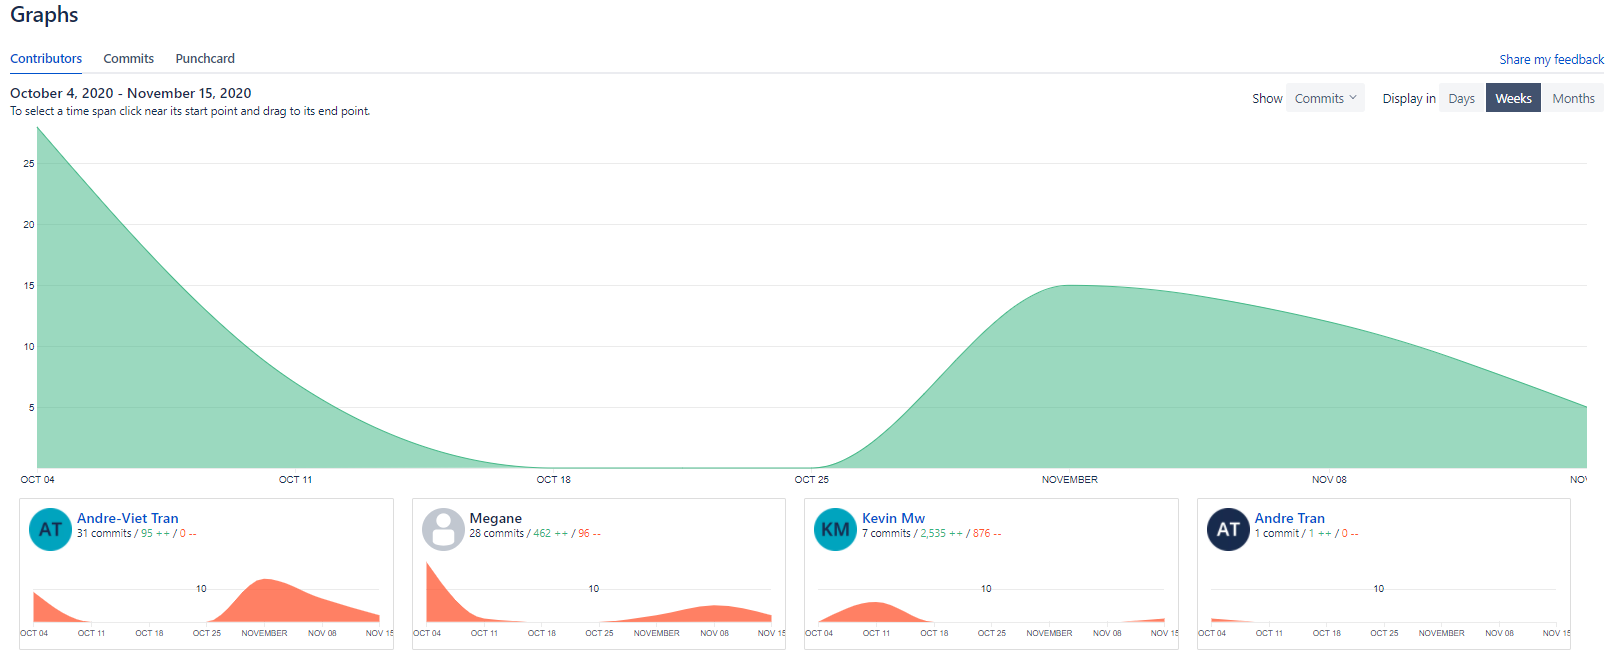 Graphs
Contributors Commits Punchcard Share my feedback
October 4, 2020 - November 15, 2020
To select a time span click near its start point and drag to its end point.
Show Commits Display in Days Weeks Months
25
20
15
10
5
OCT 04 OCT 11 OCT 18 OCT 25 NOVEMBER NOV 08 NOV
AT Andre-Viet Tran
31 commits / 95 ++ / 0 --
10
OCT 04 OCT 11 OCT 18 OCT 25 NOVEMBER NOV 08 NOV 15
Megane
28 commits / 462 ++ / 96 --
10
OCT 04 OCT 11 OCT 18 OCT 25 NOVEMBER NOV 08 NOV 15
KM Kevin Mw
7 commits / 2,535 ++ / 876 --
10
OCT 04 OCT 11 OCT 18 OCT 25 NOVEMBER NOV 08 NOV 15
AT Andre Tran
1 commit / 1 ++ / 0 --
10
OCT 04 OCT 11 OCT 18 OCT 25 NOVEMBER NOV 08 NOV 15